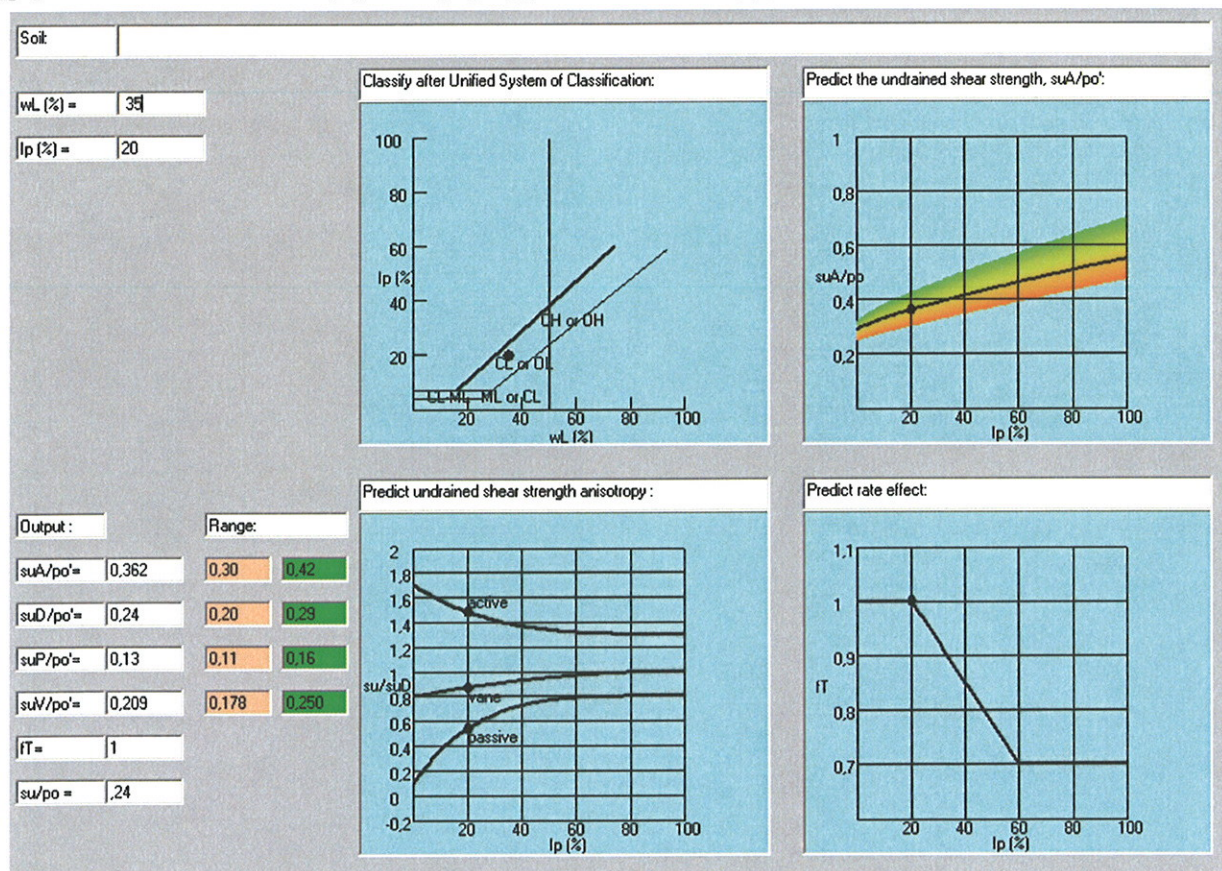 Soil:
wL (%) = 35
Ip (%) = 20
Classify after Unified System of Classification:
100
80
60
Ip (%)
40
20
CH or OH
CL or OL
CL-ML
ML or CL
20 40 60 80 100
wL (%)
Predict the undrained shear strength, suA/po':
1
0,8
0,6
suA/po
0,4
0,2
20 40 60 80 100
Ip (%)
Output :
Range:
suA/po'= 0,362 0,30 0,42
suD/po'= 0,24 0,20 0,29
suP/po'= 0,13 0,11 0,16
suV/po'= 0,209 0,178 0,250
fT = 1
su/po = ,24
Predict undrained shear strength anisotropy :
2
1,8
1,6
1,4
1,2
1
su/suD
0,8
0,6
0,4
0,2
0
-0,2
active
vane
passive
20 40 60 80 100
Ip (%)
Predict rate effect:
1,1
1
0,9
fT
0,8
0,7
20 40 60 80 100
Ip (%)